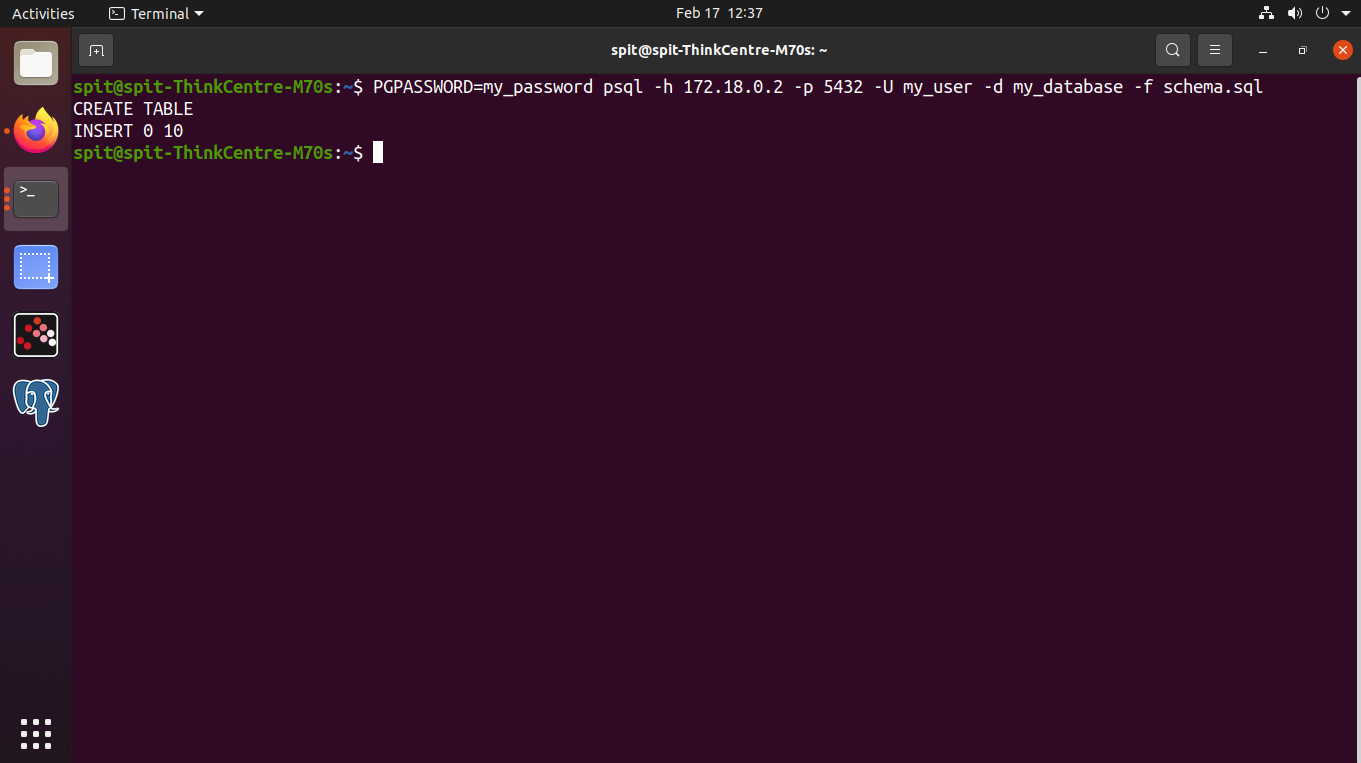 Activities
Terminal
Feb 17 12:37
spit@spit-ThinkCentre-M70s: ~
spit@spit-ThinkCentre-M70s:~$ PGPASSWORD=my_password psql -h 172.18.0.2 -p 5432 -U my_user -d my_database -f schema.sql
CREATE TABLE
INSERT 0 10
spit@spit-ThinkCentre-M70s:~$
>_